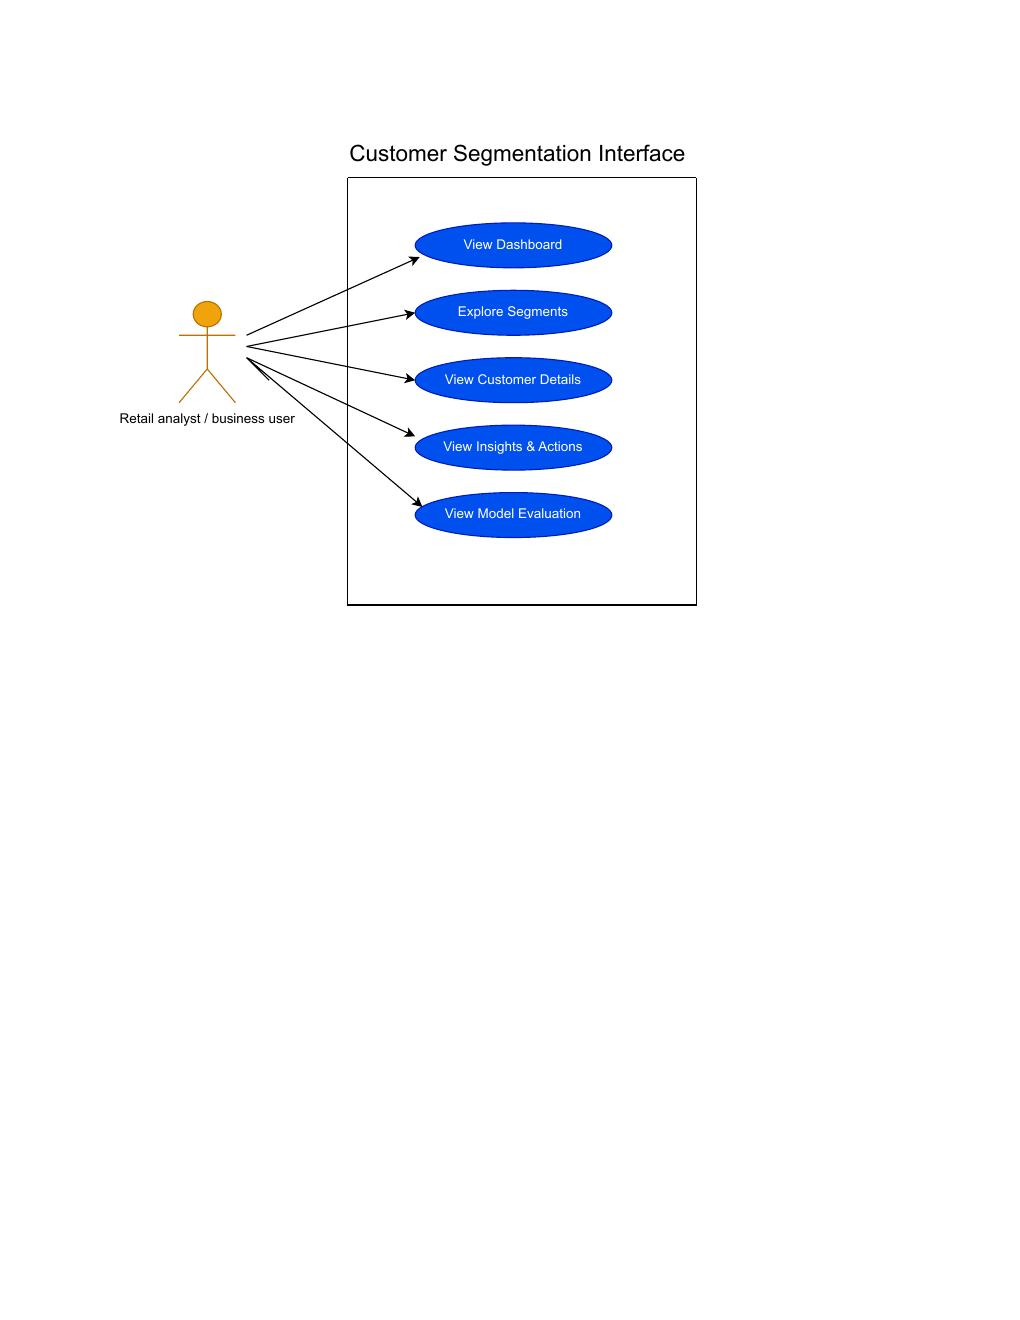 Customer Segmentation Interface
View Dashboard
Explore Segments
View Customer Details
Retail analyst / business user
View Insights & Actions
View Model Evaluation